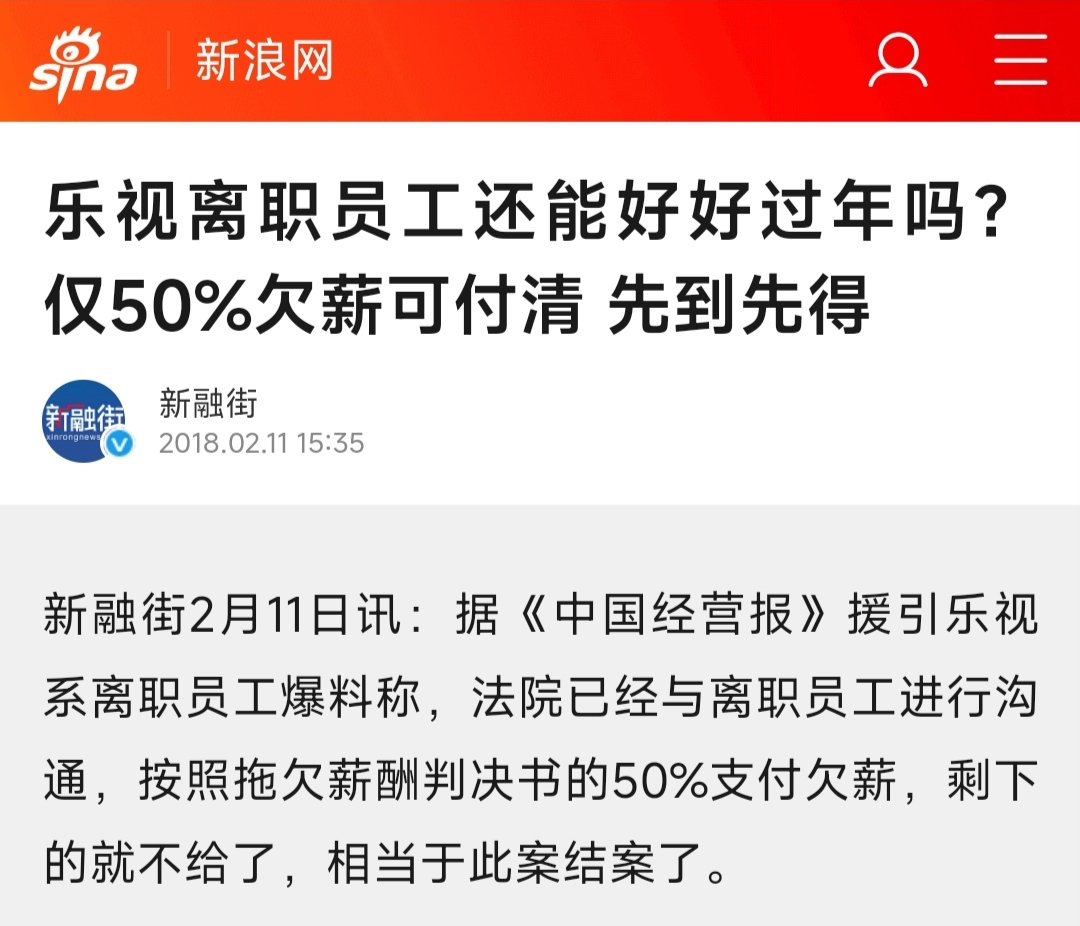 sina 新浪网
乐视离职员工还能好好过年吗?
仅50%欠薪可付清 先到先得
新融街
xinrongnews
新融街
2018.02.11 15:35
新融街2月11日讯：据《中国经营报》援引乐视
系离职员工爆料称，法院已经与离职员工进行沟
通，按照拖欠薪酬判决书的50%支付欠薪，剩下
的就不给了，相当于此案结案了。